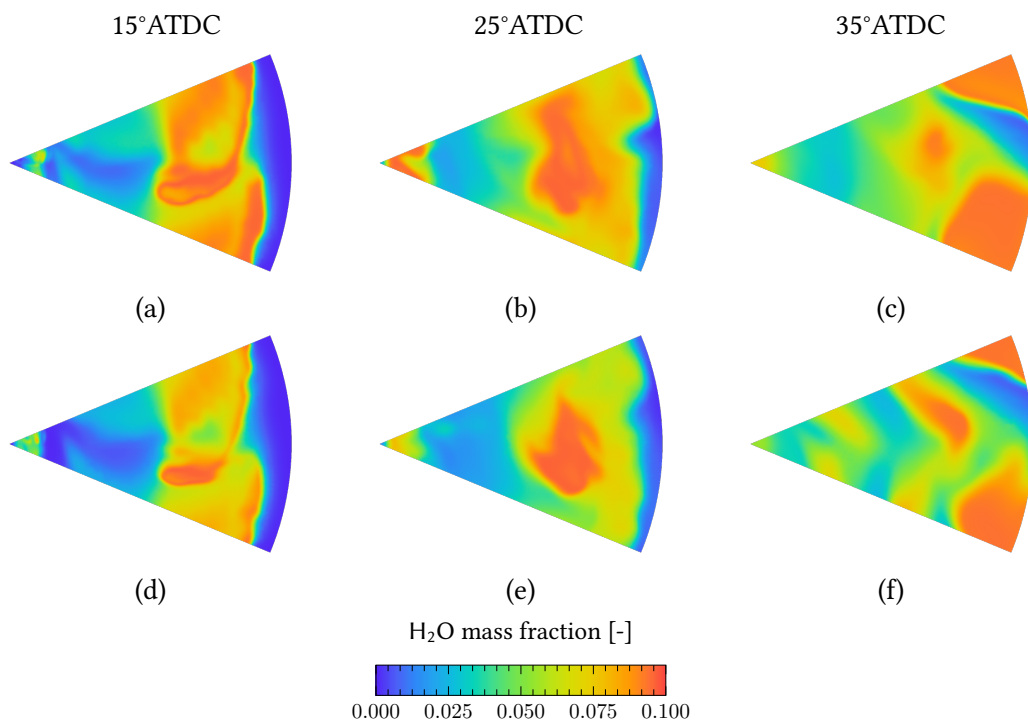 15°ATDC 25°ATDC 35°ATDC
(a) (b) (c)
(d) (e) (f)
H₂O mass fraction [-]
0.000 0.025 0.050 0.075 0.100